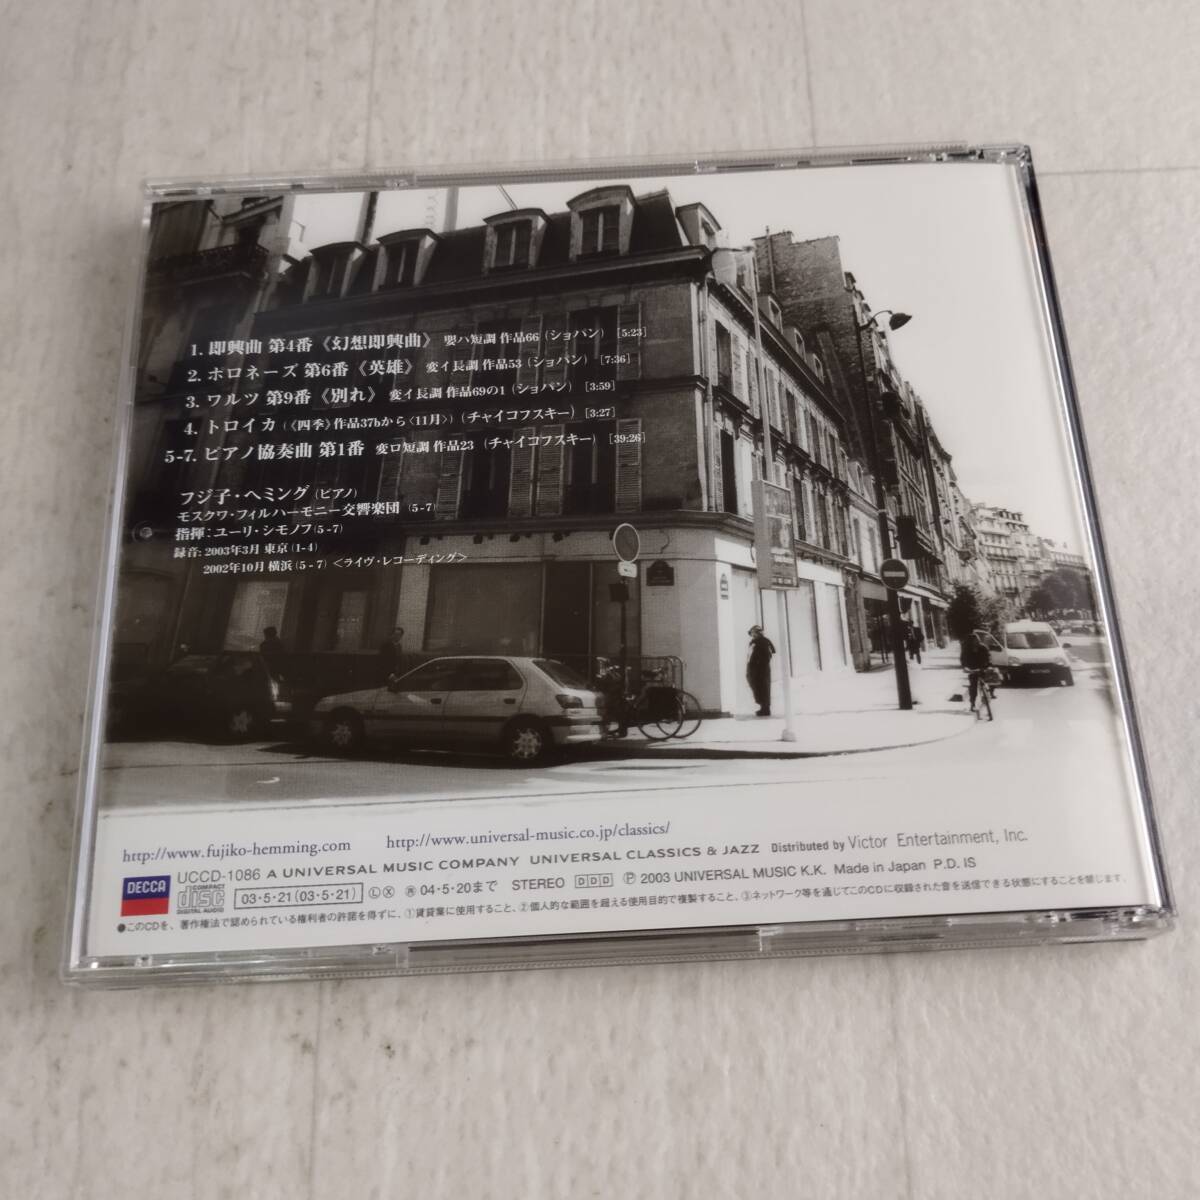 1. 即興曲 第4番《幻想即興曲》 嬰ハ短調 作品66 (ショパン) [5:23]
2. ポロネーズ 第6番《英雄》 変イ長調 作品53 (ショパン) [7:36]
3. ワルツ 第9番《別れ》 変イ長調 作品69の1 (ショパン) [3:59]
4. トロイカ (《四季》作品37bから〈11月〉) (チャイコフスキー) [3:27]
5-7. ピアノ協奏曲 第1番 変ロ短調 作品23 (チャイコフスキー) [39:26]
フジ子・ヘミング (ピアノ)
モスクワ・フィルハーモニー交響楽団 (5-7)
指揮：ユーリ・シモノフ (5-7)
録音: 2003年3月 東京 (1-4)
2002年10月 横浜 (5-7) <ライヴ・レコーディング>
http://www.fujiko-hemming.com http://www.universal-music.co.jp/classics/
UCCD-1086 A UNIVERSAL MUSIC COMPANY UNIVERSAL CLASSICS & JAZZ Distributed by Victor Entertainment, Inc.
DECCA COMPACT disc DIGITAL AUDIO 03・5・21 (03・5・21) Ⓛ Ⓧ ㊞ 04・5・20まで STEREO DDD Ⓟ 2003 UNIVERSAL MUSIC K.K. Made in Japan P.D. IS
●このCDを、著作権法で認められている権利者の許諾を得ずに、①賃貸業に使用すること、②個人的な範囲を超える使用目的で複製すること、③ネットワーク等を通じてこのCDに収録された音を送信できる状態にすることを禁じます。